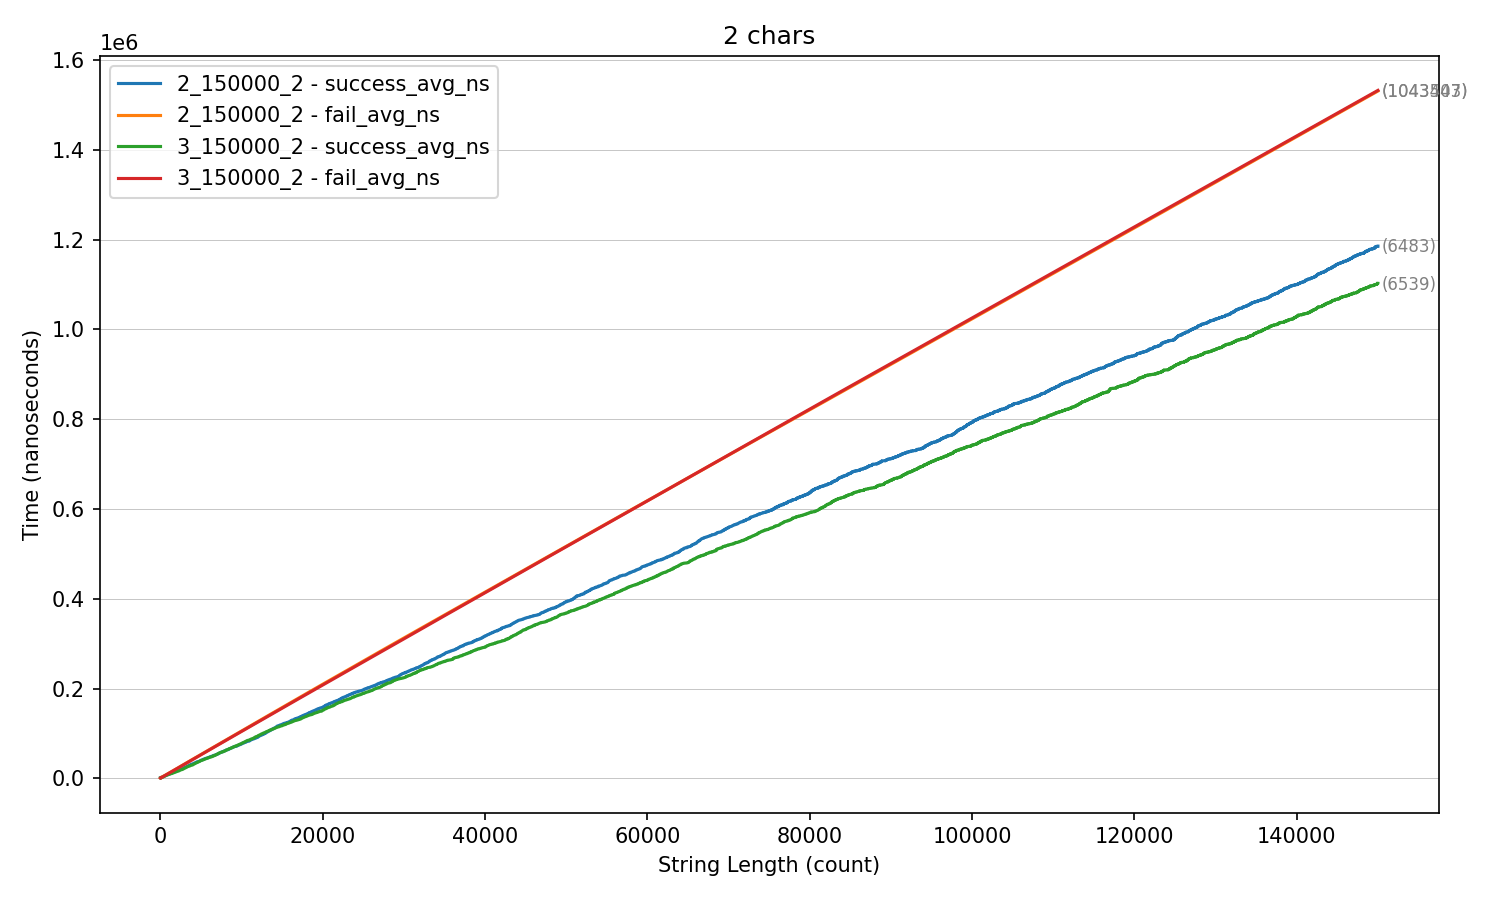 2 chars
1e6
1.6
1.4
1.2
1.0
0.8
0.6
0.4
0.2
0.0
Time (nanoseconds)
2_150000_2 - success_avg_ns
2_150000_2 - fail_avg_ns
3_150000_2 - success_avg_ns
3_150000_2 - fail_avg_ns
(6483)
(6539)
0 20000 40000 60000 80000 100000 120000 140000
String Length (count)